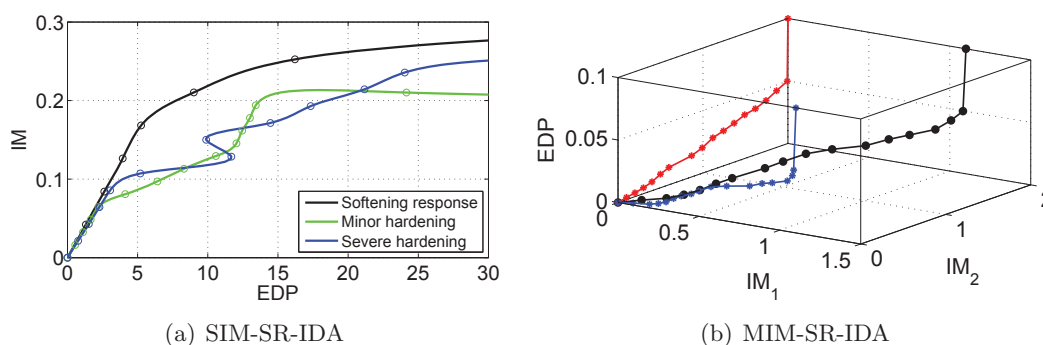 0.3
0.2
0.1
0
IM
0 5 10 15 20 25 30
EDP
Softening response
Minor hardening
Severe hardening
(a) SIM-SR-IDA
0.1
0.05
0
EDP
0 0.5 1 1.5
IM1
0 1 2
IM2
(b) MIM-SR-IDA